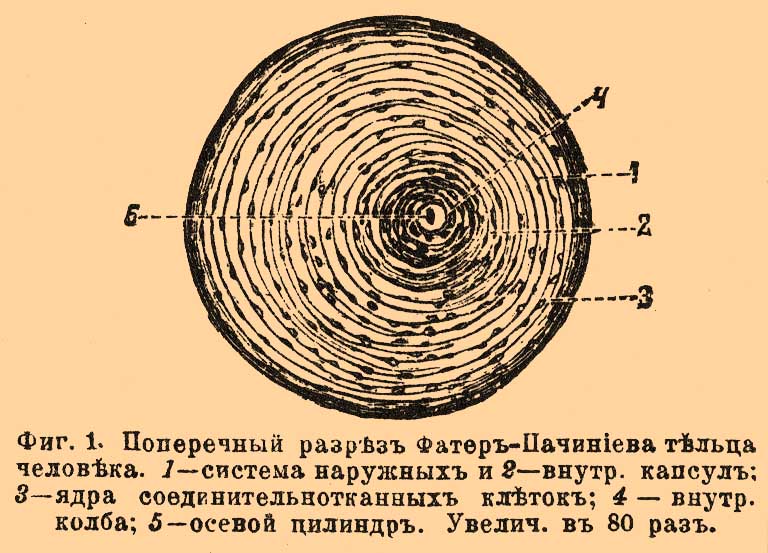 4
1
5
2
3
Фиг. 1. Поперечный разрѣзъ Фатеръ-Пачиніева тѣльца
человѣка. 1—система наружныхъ и 2—внутр. капсулъ;
3—ядра соединительнотканныхъ клѣтокъ; 4 — внутр.
колба; 5—осевой цилиндръ. Увелич. въ 80 разъ.